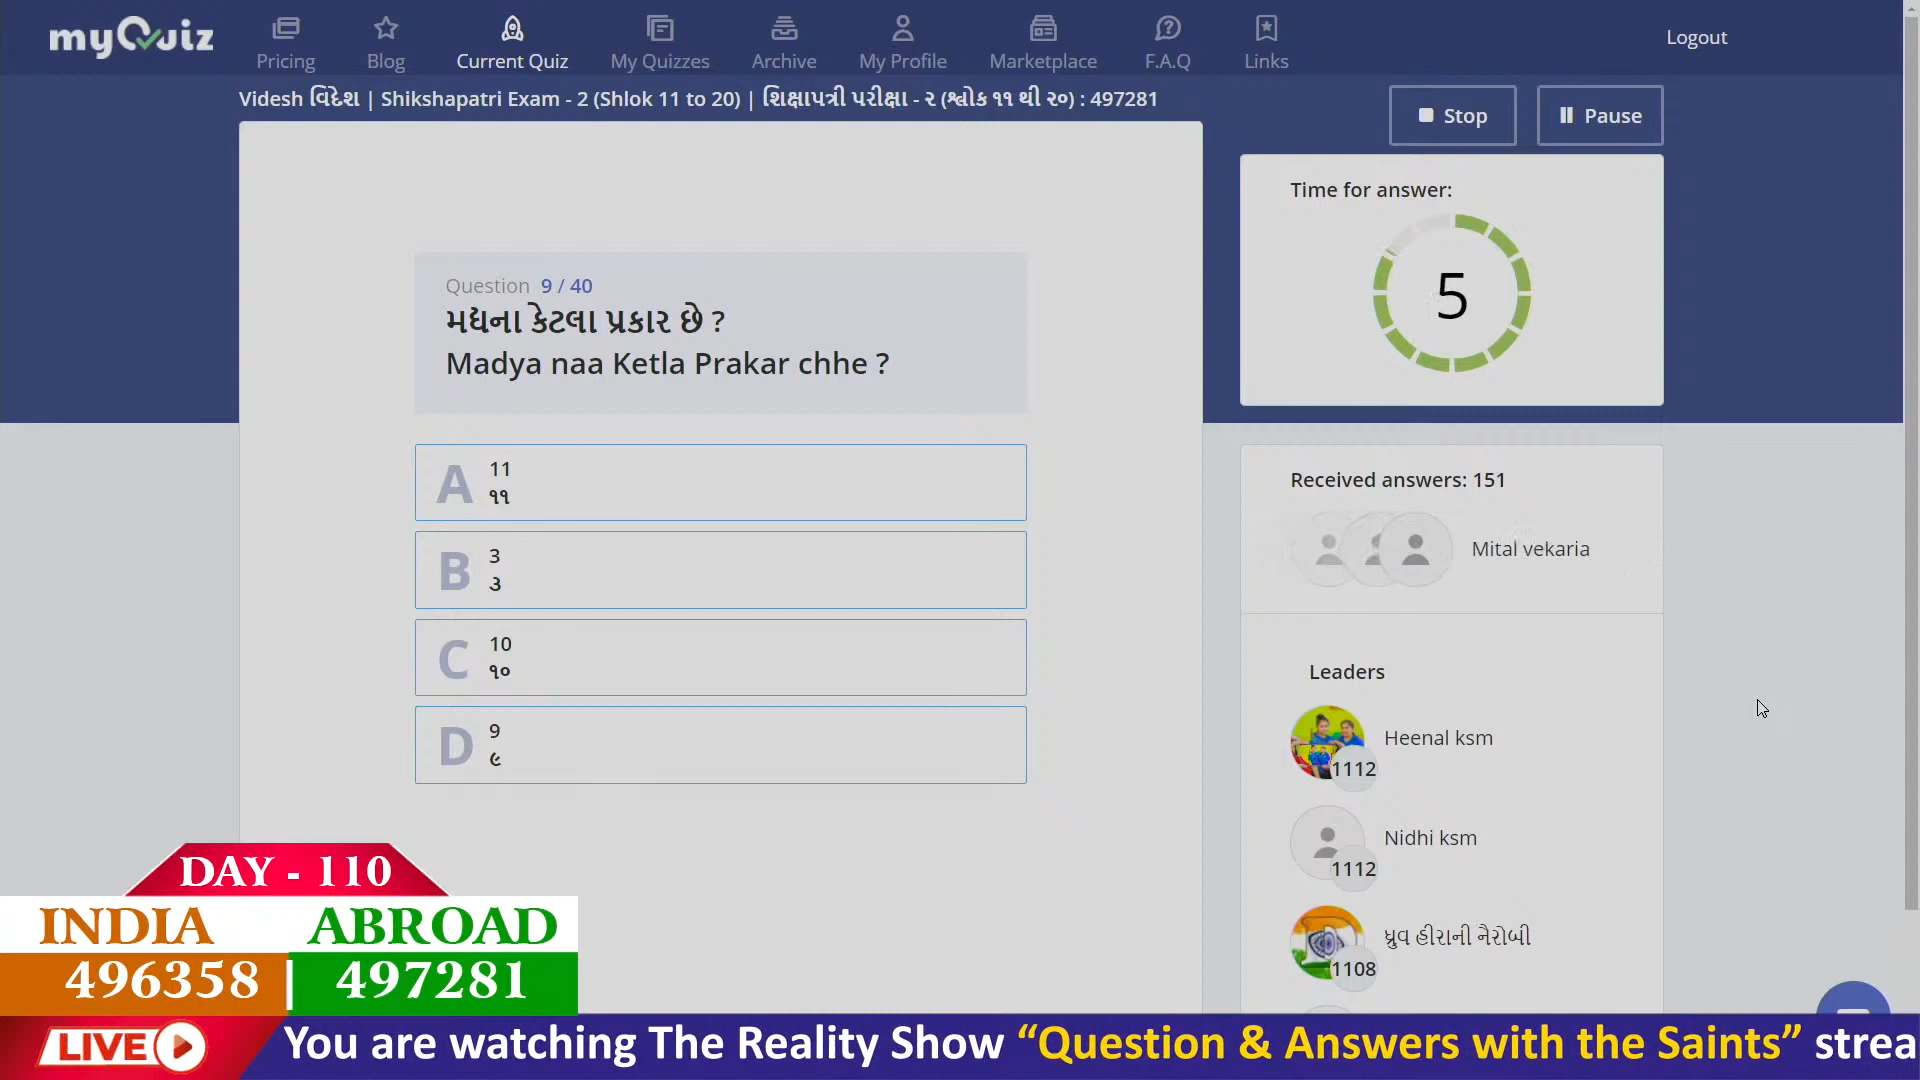 myQuiz
Pricing
Blog
Current Quiz
My Quizzes
Archive
My Profile
Marketplace
F.A.Q
Links
Logout
Videsh વિદેશ | Shikshapatri Exam - 2 (Shlok 11 to 20) | શિક્ષાપત્રી પરીક્ષા - ૨ (શ્લોક ૧૧ થી ૨૦) : 497281
Stop
Pause
Question 9 / 40
મદ્યના કેટલા પ્રકાર છે ?
Madya naa Ketla Prakar chhe ?
A
11
૧૧
B
3
૩
C
10
૧૦
D
9
૯
Time for answer:
5
Received answers: 151
Mital vekaria
Leaders
Heenal ksm
1112
Nidhi ksm
1112
ધ્રુવ હીરાની નૈરોબી
1108
DAY - 110
INDIA ABROAD
496358 | 497281
LIVE
You are watching The Reality Show “Question & Answers with the Saints” strea